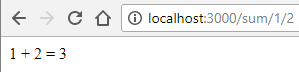 localhost:3000/sum/1/2
1 + 2 = 3